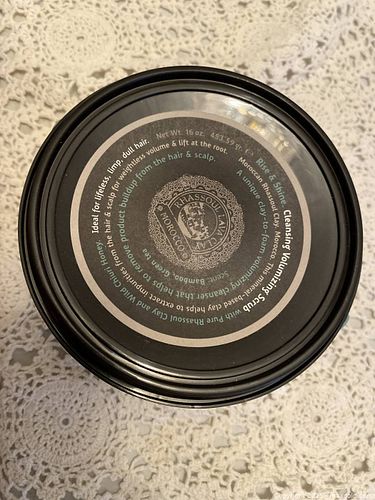 Rise & Shine. Cleansing Volumizing Scrub with Pure Rhassoul Clay and Wild Chiuri Honey.
Moroccan Rhassoul Clay, Morocco. This mineral-based clay helps to extract impurities from the hair & scalp for weightless volume & lift at the root.
A unique clay-to-foam volumizing cleanser that helps to remove product buildup from the hair & scalp.
Ideal for lifeless, limp, dull hair.
Net Wt. 16 oz. 453.59 gr.
RHASSOUL CLAY
MOROCCO
Scent: Bamboo, Green tea